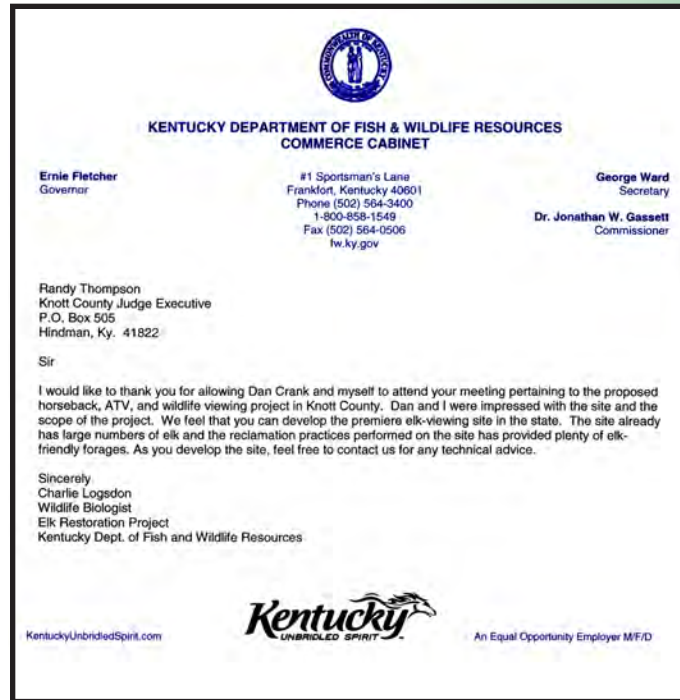 COMMONWEALTH OF KENTUCKY
KENTUCKY DEPARTMENT OF FISH & WILDLIFE RESOURCES
COMMERCE CABINET
Ernie Fletcher
Governor
#1 Sportsman's Lane
Frankfort, Kentucky 40601
Phone (502) 564-3400
1-800-858-1549
Fax (502) 564-0506
fw.ky.gov
George Ward
Secretary
Dr. Jonathan W. Gassett
Commissioner
Randy Thompson
Knott County Judge Executive
P.O. Box 505
Hindman, Ky. 41822
Sir
I would like to thank you for allowing Dan Crank and myself to attend your meeting pertaining to the proposed
horseback, ATV, and wildlife viewing project in Knott County. Dan and I were impressed with the site and the
scope of the project. We feel that you can develop the premiere elk-viewing site in the state. The site already
has large numbers of elk and the reclamation practices performed on the site has provided plenty of elk-
friendly forages. As you develop the site, feel free to contact us for any technical advice.
Sincerely
Charlie Logsdon
Wildlife Biologist
Elk Restoration Project
Kentucky Dept. of Fish and Wildlife Resources
KentuckyUnbridledSpirit.com
Kentucky
UNBRIDLED SPIRIT
An Equal Opportunity Employer M/F/D